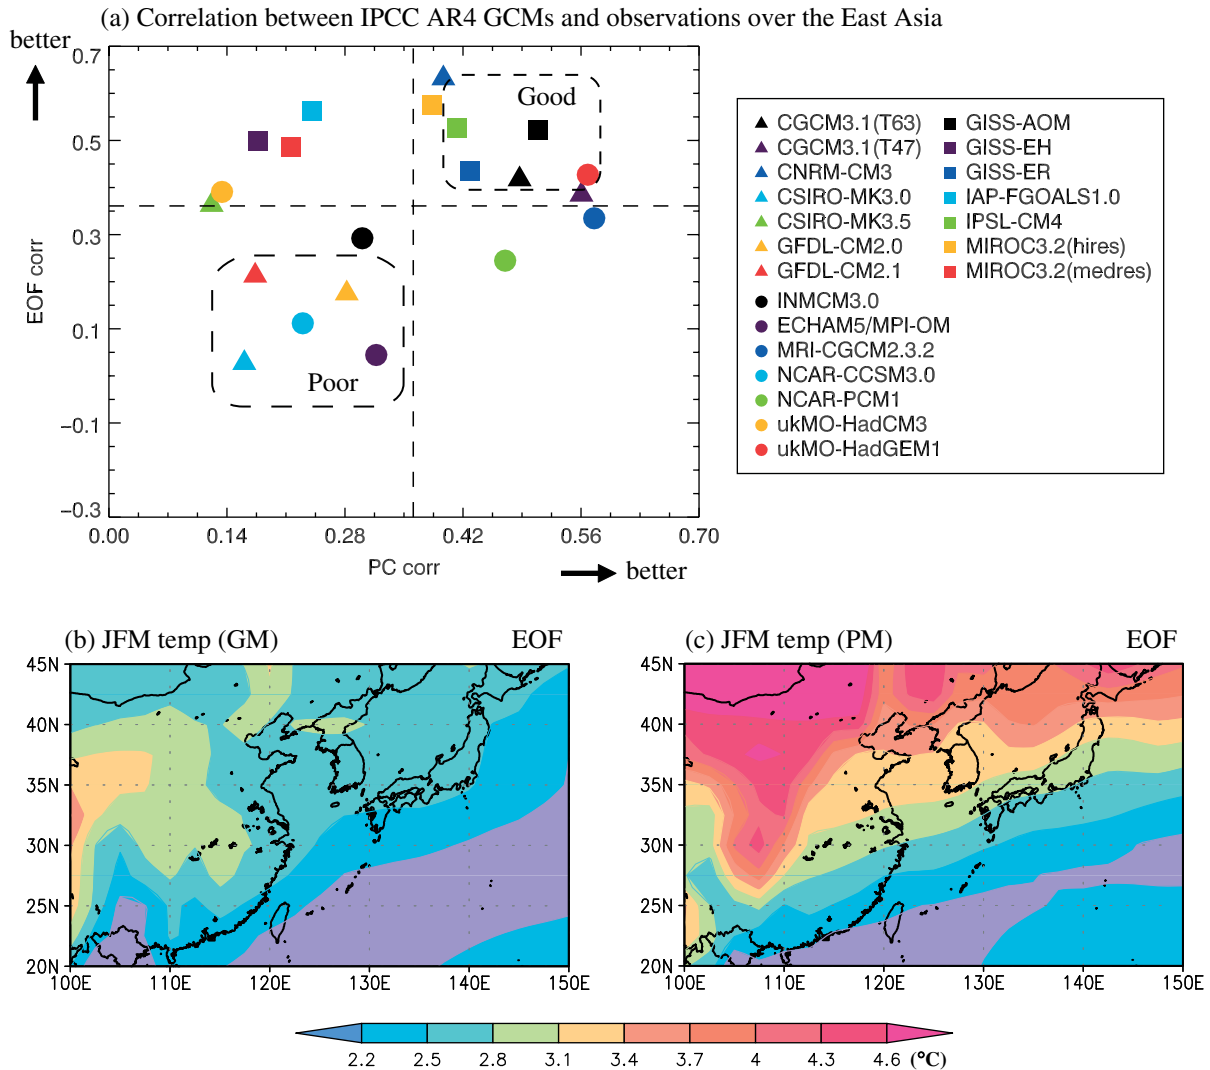 (a) Correlation between IPCC AR4 GCMs and observations over the East Asia
better
0.7
0.5
0.3
0.1
−0.1
−0.3
EOF corr
Good
Poor
0.00 0.14 0.28 0.42 0.56 0.70
PC corr
better
CGCM3.1(T63)
CGCM3.1(T47)
CNRM-CM3
CSIRO-MK3.0
CSIRO-MK3.5
GFDL-CM2.0
GFDL-CM2.1
INMCM3.0
ECHAM5/MPI-OM
MRI-CGCM2.3.2
NCAR-CCSM3.0
NCAR-PCM1
ukMO-HadCM3
ukMO-HadGEM1
GISS-AOM
GISS-EH
GISS-ER
IAP-FGOALS1.0
IPSL-CM4
MIROC3.2(hires)
MIROC3.2(medres)
(b) JFM temp (GM) EOF
45N
40N
35N
30N
25N
20N
100E 110E 120E 130E 140E 150E
(c) JFM temp (PM) EOF
45N
40N
35N
30N
25N
20N
100E 110E 120E 130E 140E 150E
2.2 2.5 2.8 3.1 3.4 3.7 4 4.3 4.6 (°C)